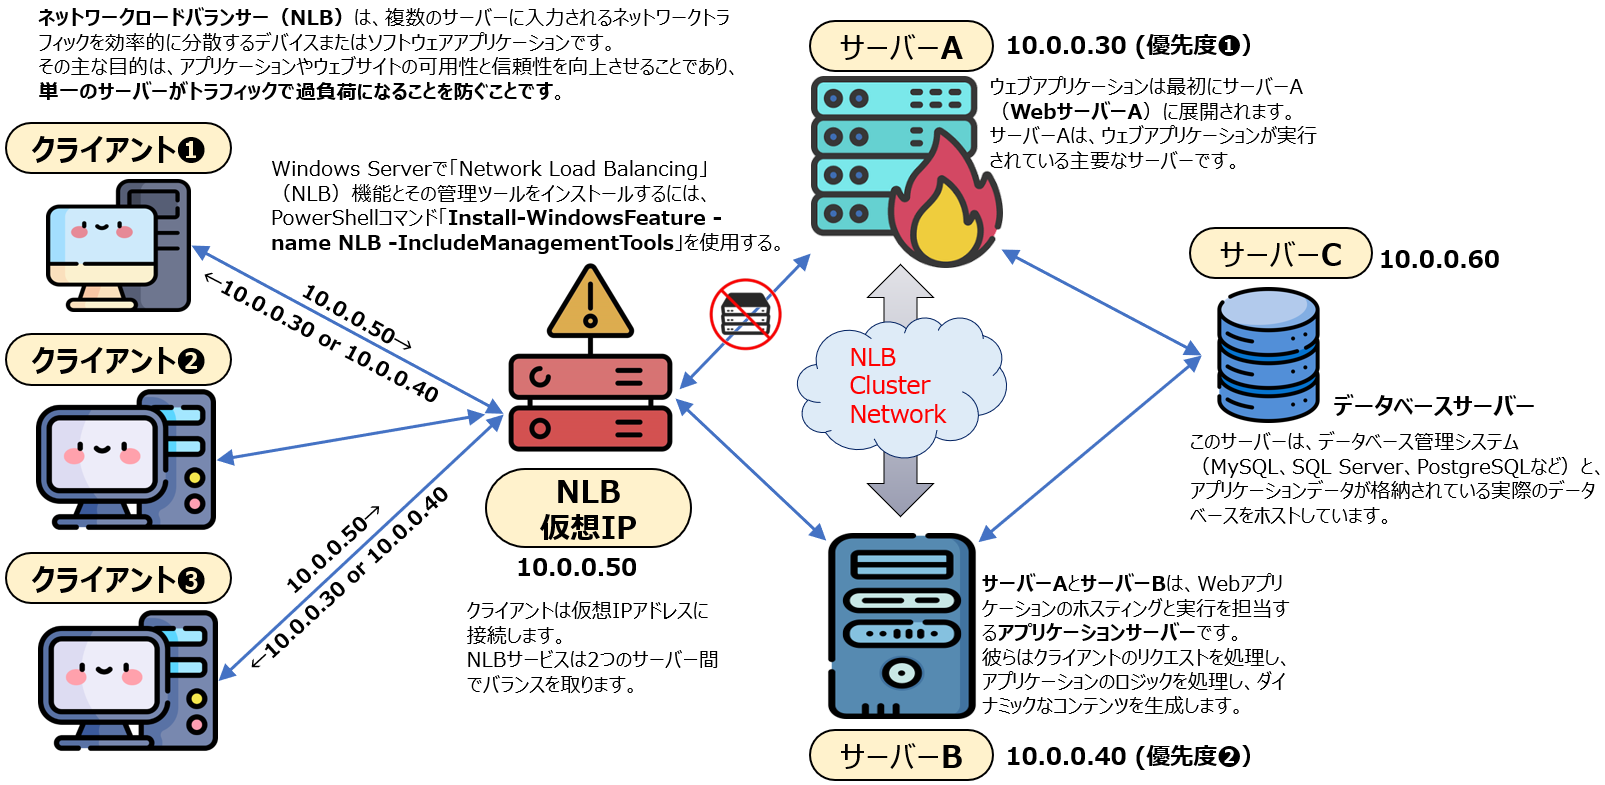 ネットワークロードバランサー（NLB）は、複数のサーバーに入力されるネットワークトラ
フィックを効率的に分散するデバイスまたはソフトウェアアプリケーションです。
その主な目的は、アプリケーションやウェブサイトの可用性と信頼性を向上させることであり、
単一のサーバーがトラフィックで過負荷になることを防ぐことです。
クライアント❶
Windows Serverで「Network Load Balancing」
（NLB）機能とその管理ツールをインストールするには、
PowerShellコマンド「Install-WindowsFeature -
name NLB -IncludeManagementTools」を使用する。
10.0.0.50→
←10.0.0.30 or 10.0.0.40
クライアント❷
クライアント❸
10.0.0.50→
←10.0.0.30 or 10.0.0.40
NLB
仮想IP
10.0.0.50
クライアントは仮想IPアドレスに
接続します。
NLBサービスは2つのサーバー間
でバランスを取ります。
サーバーA
10.0.0.30 (優先度❶)
ウェブアプリケーションは最初にサーバーA
（WebサーバーA）に展開されます。
サーバーAは、ウェブアプリケーションが実行
されている主要なサーバーです。
NLB
Cluster
Network
サーバーC
10.0.0.60
データベースサーバー
このサーバーは、データベース管理システム
（MySQL、SQL Server、PostgreSQLなど）と、
アプリケーションデータが格納されている実際のデータ
ベースをホストしています。
サーバーAとサーバーBは、Webアプリ
ケーションのホスティングと実行を担当す
るアプリケーションサーバーです。
彼らはクライアントのリクエストを処理し、
アプリケーションのロジックを処理し、ダイ
ナミックなコンテンツを生成します。
サーバーB
10.0.0.40 (優先度❷)